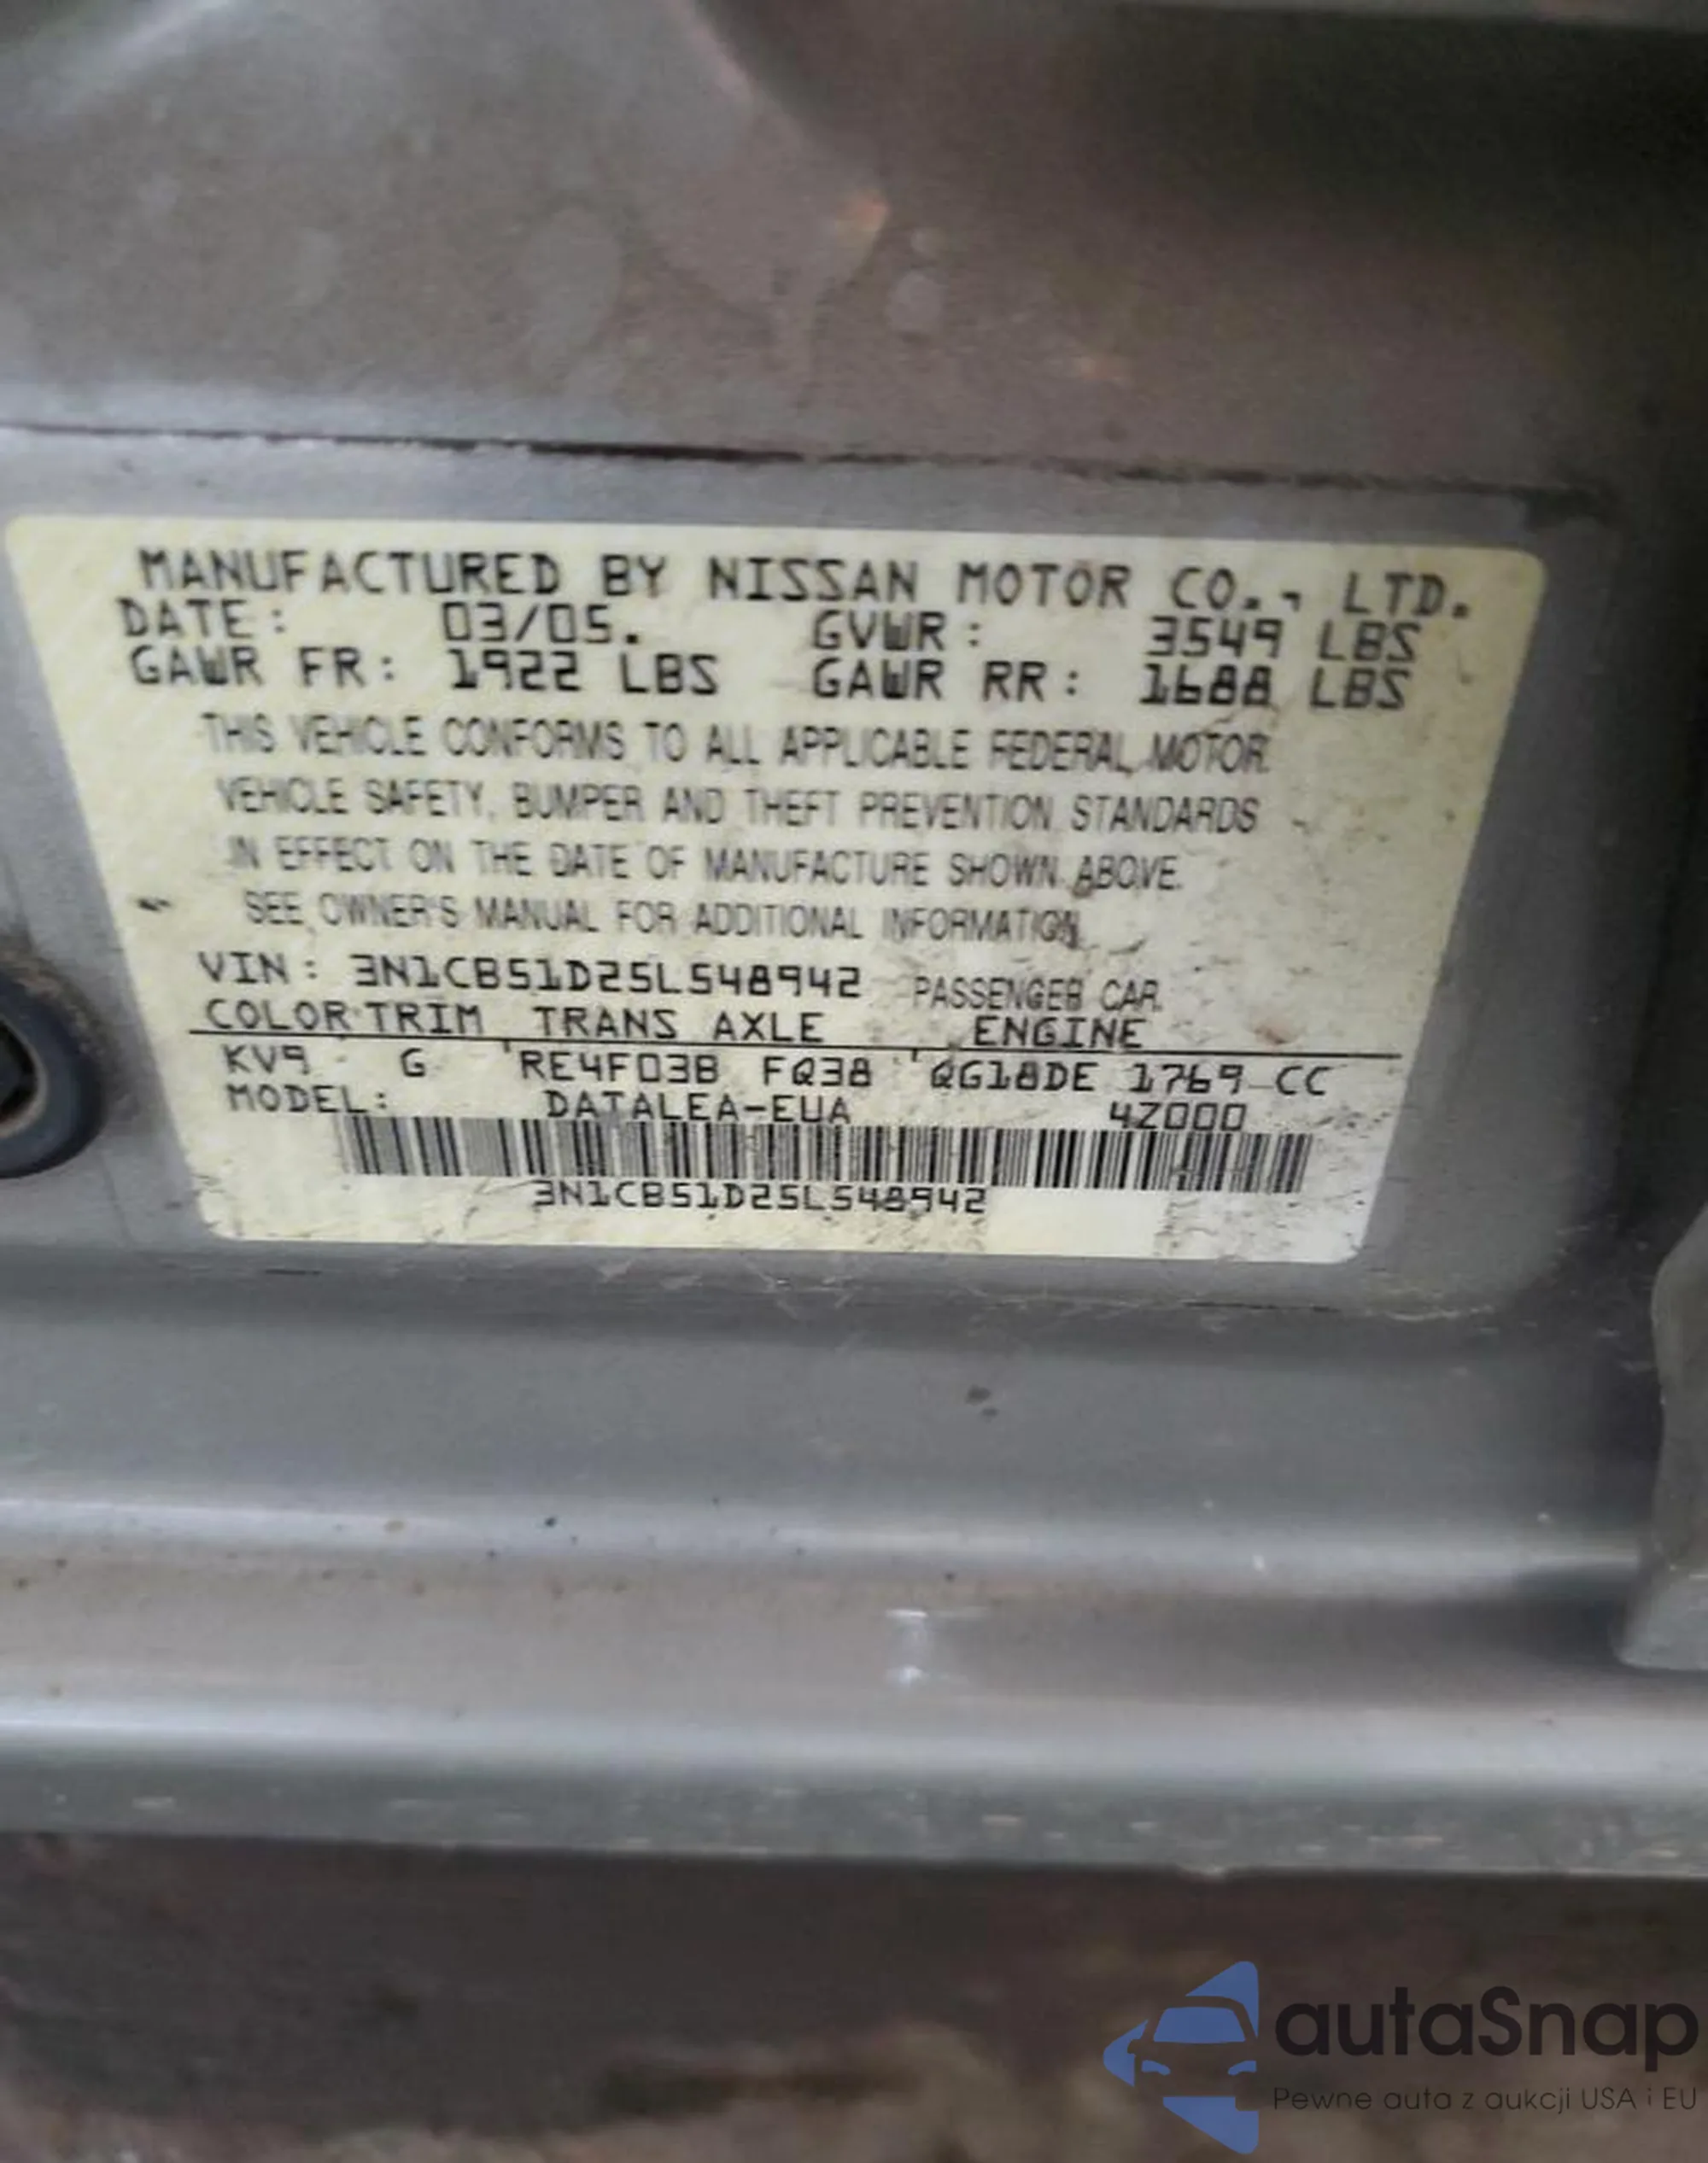 MANUFACTURED BY NISSAN MOTOR CO., LTD.
DATE: 03/05. GVWR: 3549 LBS
GAWR FR: 1922 LBS GAWR RR: 1688 LBS
THIS VEHICLE CONFORMS TO ALL APPLICABLE FEDERAL MOTOR
VEHICLE SAFETY, BUMPER AND THEFT PREVENTION STANDARDS
IN EFFECT ON THE DATE OF MANUFACTURE SHOWN ABOVE.
SEE OWNER'S MANUAL FOR ADDITIONAL INFORMATION
VIN: 3N1CB51D25L548942 PASSENGER CAR
COLOR TRIM TRANS AXLE ENGINE
KV9 G RE4F03B FQ38 QG18DE 1769 CC
MODEL: DATALEA-EUA 4Z000
3N1CB51D25L548942
autaSnap
Pewne auta z aukcji USA i EU